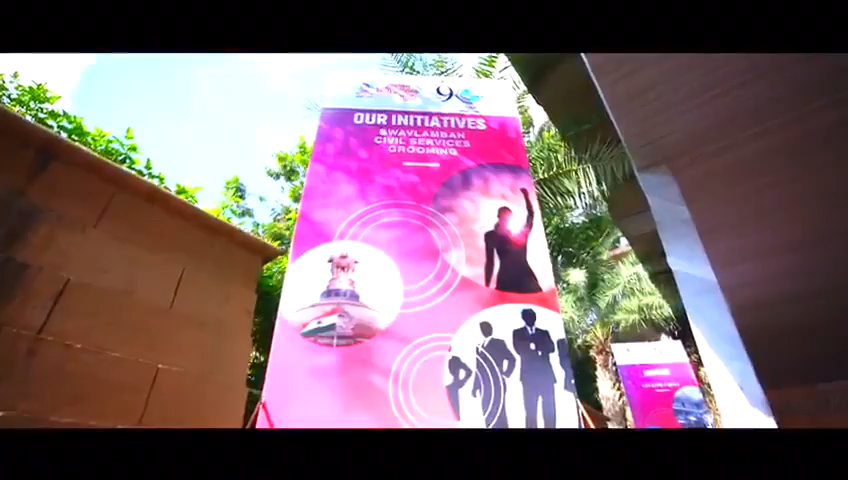 OUR INITIATIVES
SWAVLAMBAN
CIVIL SERVICES
GROOMING